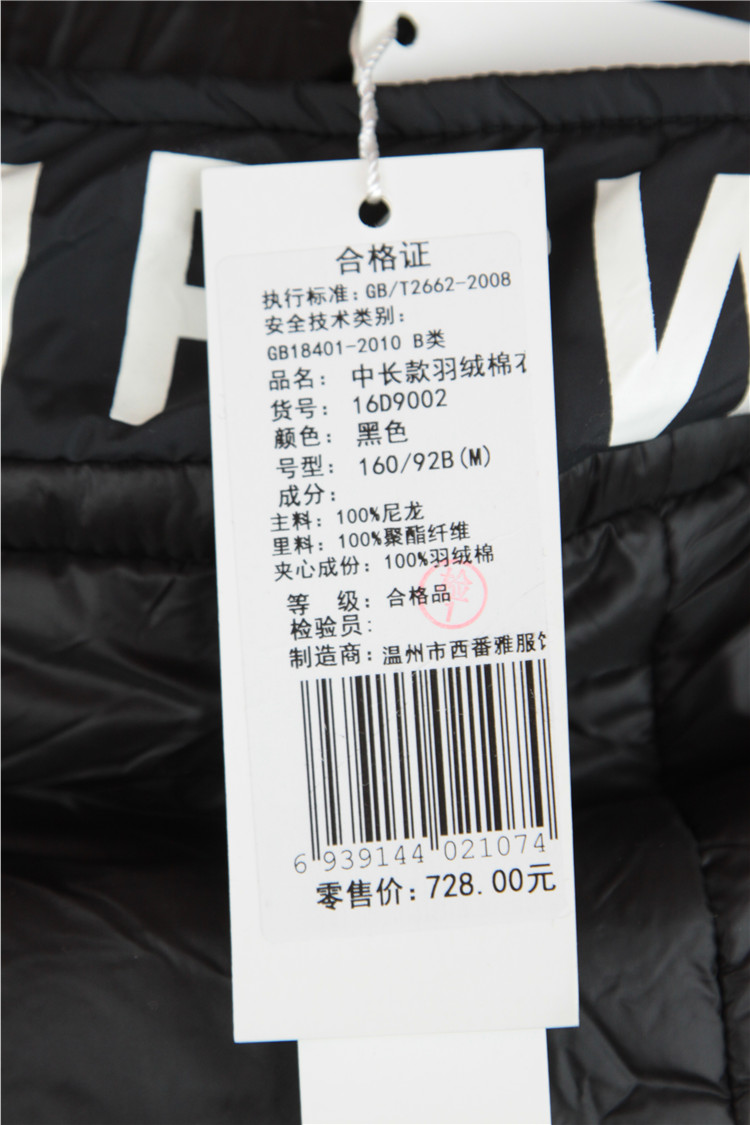 合格证
执行标准:GB/T2662-2008
安全技术类别:
GB18401-2010 B类
品名: 中长款羽绒棉衣
货号: 16D9002
颜色: 黑色
号型: 160/92B(M)
成分:
主料: 100%尼龙
里料: 100%聚酯纤维
夹心成份: 100%羽绒棉
等 级: 合格品
检验员:
制造商:温州市西番雅服饰
6 939144 021074
零售价:728.00元